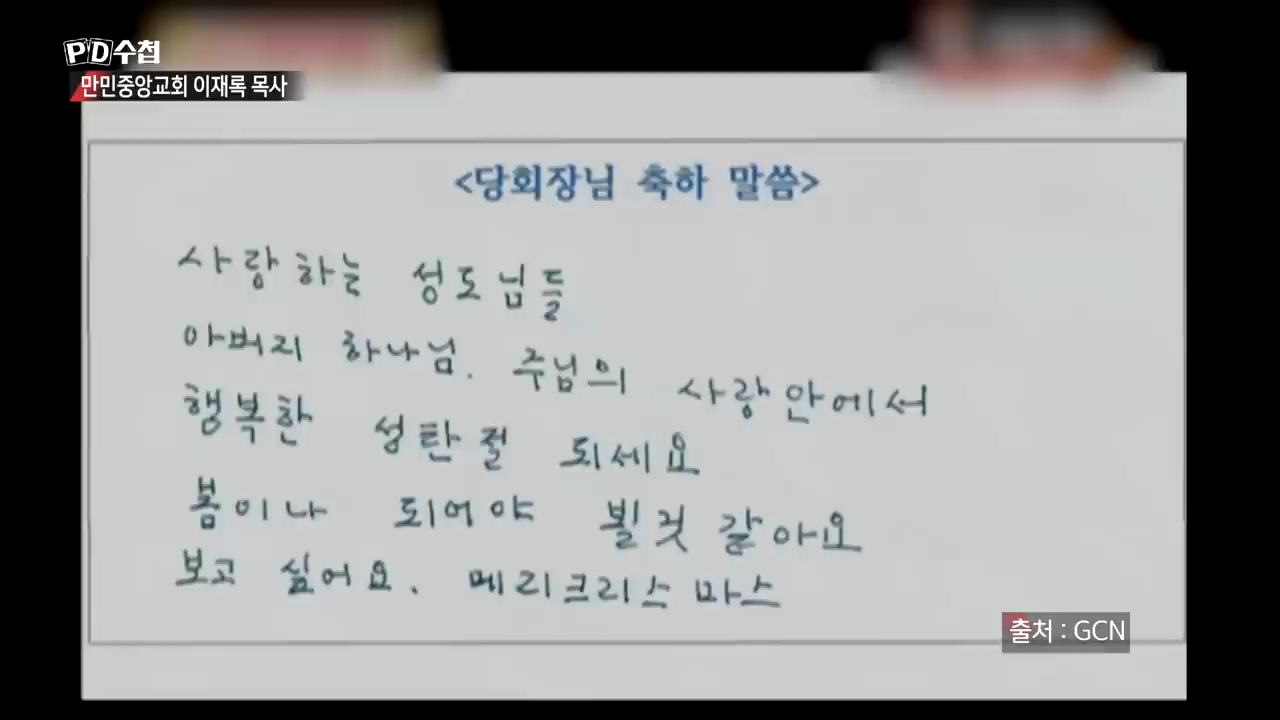 PD수첩
만민중앙교회 이재록 목사
<당회장님 축하 말씀>
사랑하는 성도님들
아버지 하나님. 주님의 사랑안에서
행복한 성탄절 되세요
봄이나 되어야 뵐것 같아요
보고 싶어요. 메리크리스마스
출처 : GCN